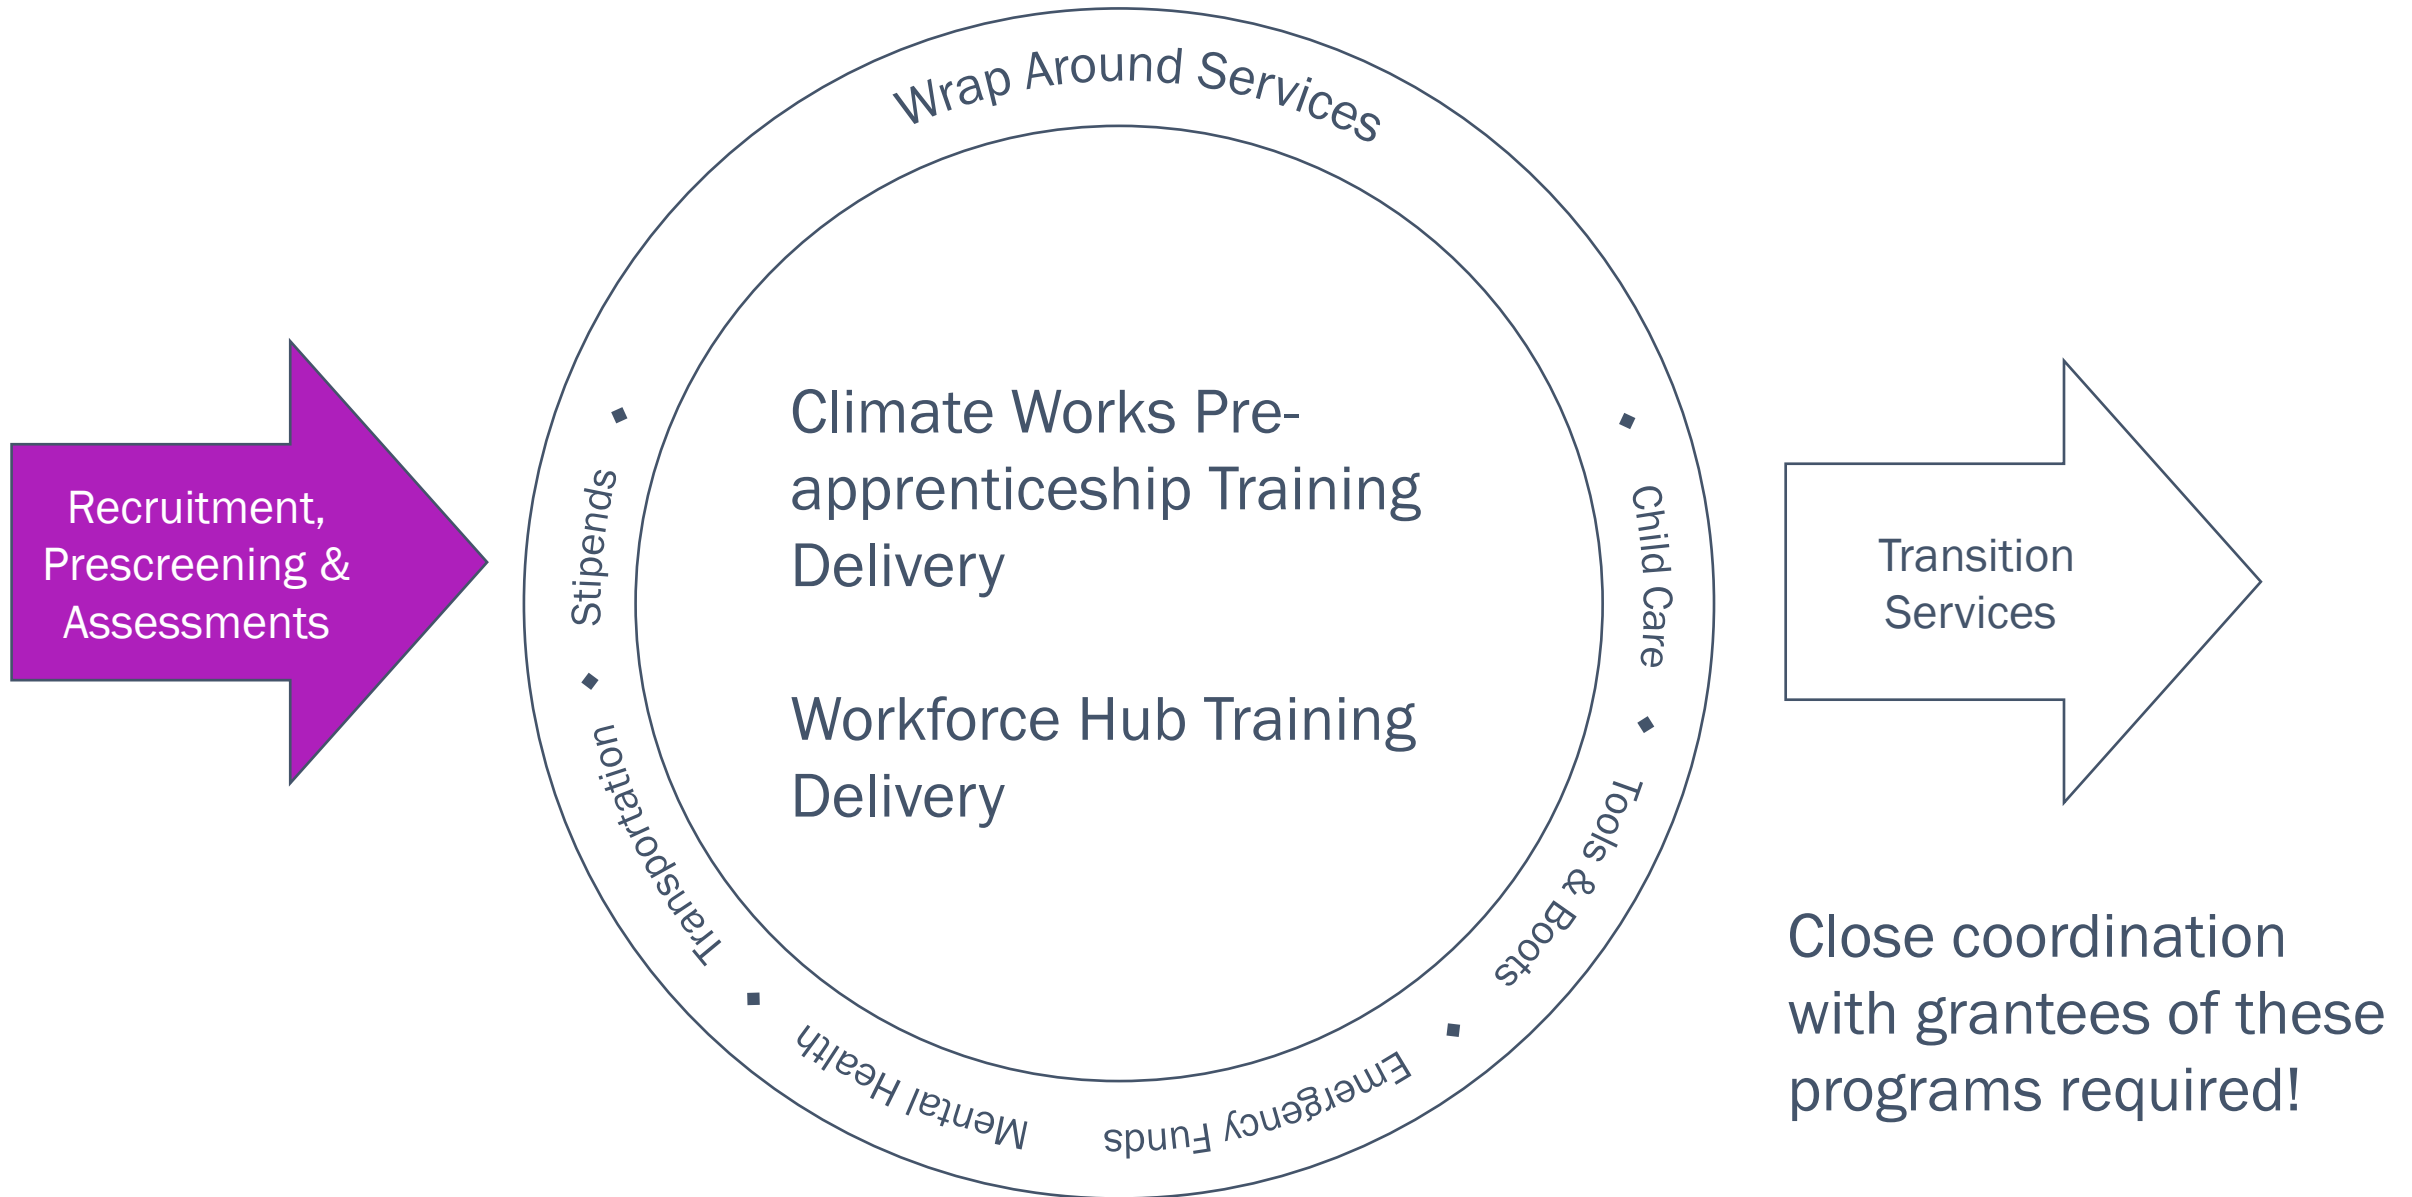 Wrap Around Services
Recruitment,
Prescreening &
Assessments
Climate Works Pre-
apprenticeship Training
Delivery
Workforce Hub Training
Delivery
Child Care
Tools & Boots
Emergency Funds
Mental Health
Transportation
Stipends
Transition
Services
Close coordination
with grantees of these
programs required!